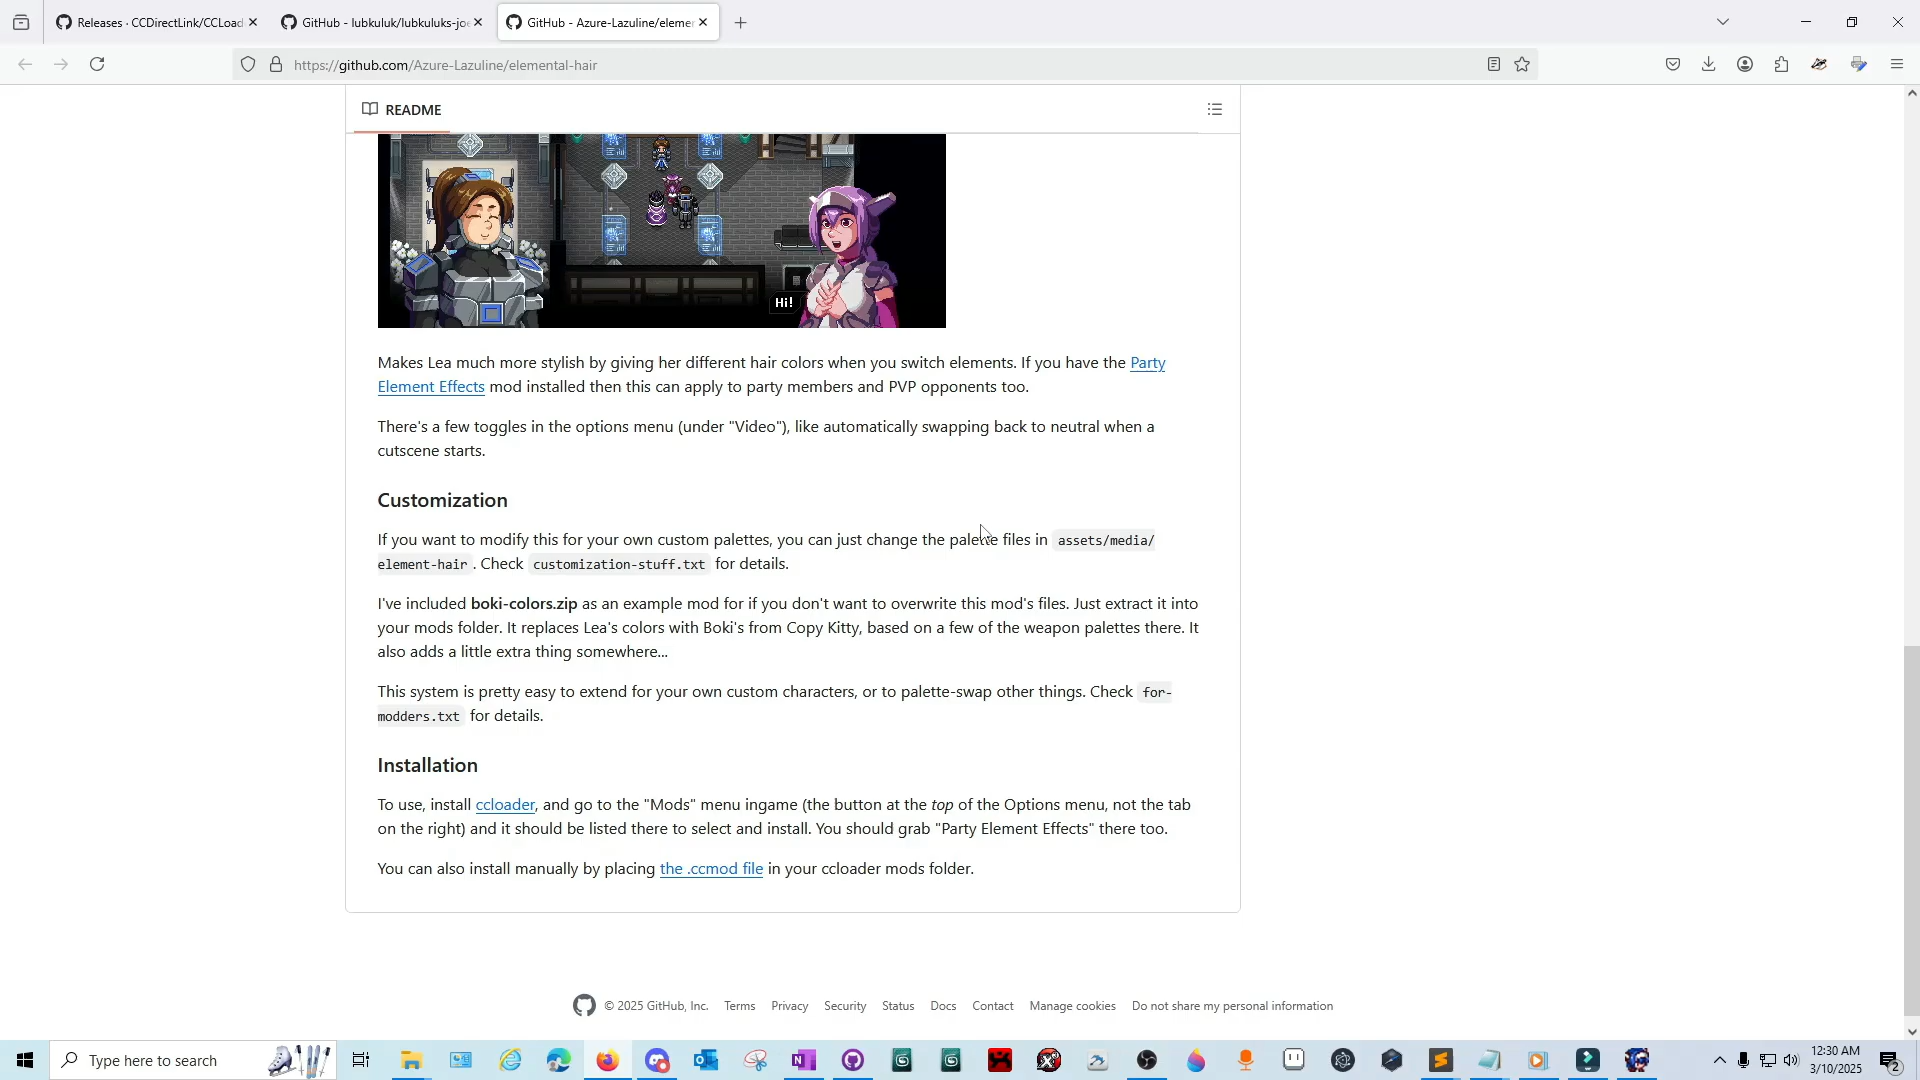 Releases · CCDirectLink/CCLoad
GitHub - lubkuluk/lubkuluks-joe
GitHub - Azure-Lazuline/eleme
https://github.com/Azure-Lazuline/elemental-hair
README
Hi!
Makes Lea much more stylish by giving her different hair colors when you switch elements. If you have the Party
Element Effects mod installed then this can apply to party members and PVP opponents too.
There's a few toggles in the options menu (under "Video"), like automatically swapping back to neutral when a
cutscene starts.
Customization
If you want to modify this for your own custom palettes, you can just change the palette files in assets/media/
element-hair . Check customization-stuff.txt for details.
I've included boki-colors.zip as an example mod for if you don't want to overwrite this mod's files. Just extract it into
your mods folder. It replaces Lea's colors with Boki's from Copy Kitty, based on a few of the weapon palettes there. It
also adds a little extra thing somewhere...
This system is pretty easy to extend for your own custom characters, or to palette-swap other things. Check for-
modders.txt for details.
Installation
To use, install ccloader, and go to the "Mods" menu ingame (the button at the top of the Options menu, not the tab
on the right) and it should be listed there to select and install. You should grab "Party Element Effects" there too.
You can also install manually by placing the .ccmod file in your ccloader mods folder.
© 2025 GitHub, Inc. Terms Privacy Security Status Docs Contact Manage cookies Do not share my personal information
Type here to search
12:30 AM
3/10/2025
2